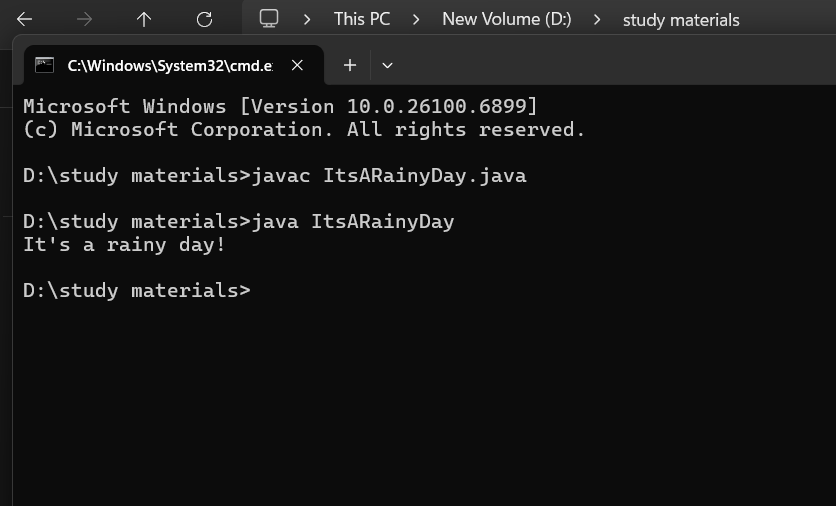 This PC > New Volume (D:) > study materials
C:\Windows\System32\cmd.e
Microsoft Windows [Version 10.0.26100.6899]
(c) Microsoft Corporation. All rights reserved.
D:\study materials>javac ItsARainyDay.java
D:\study materials>java ItsARainyDay
It's a rainy day!
D:\study materials>